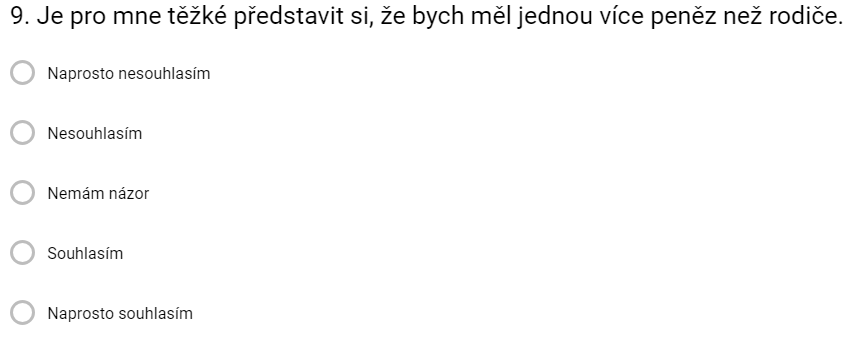 9. Je pro mne těžké představit si, že bych měl jednou více peněz než rodiče.
Naprosto nesouhlasím
Nesouhlasím
Nemám názor
Souhlasím
Naprosto souhlasím